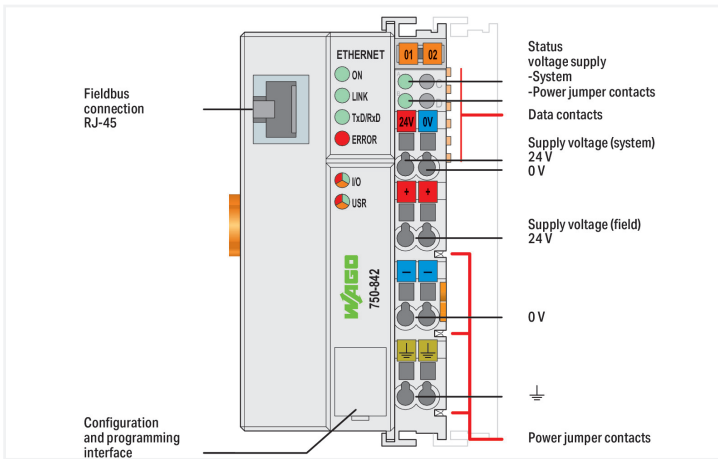 Fieldbus
connection
RJ-45
Configuration
and programming
interface
ETHERNET
ON
LINK
TxD/RxD
ERROR
I/O
USR
WAGO
750-842
01 02
24V 0V
+ +
— —
Status
voltage supply
-System
-Power jumper contacts
Data contacts
Supply voltage (system)
24 V
0 V
Supply voltage (field)
24 V
0 V
Power jumper contacts